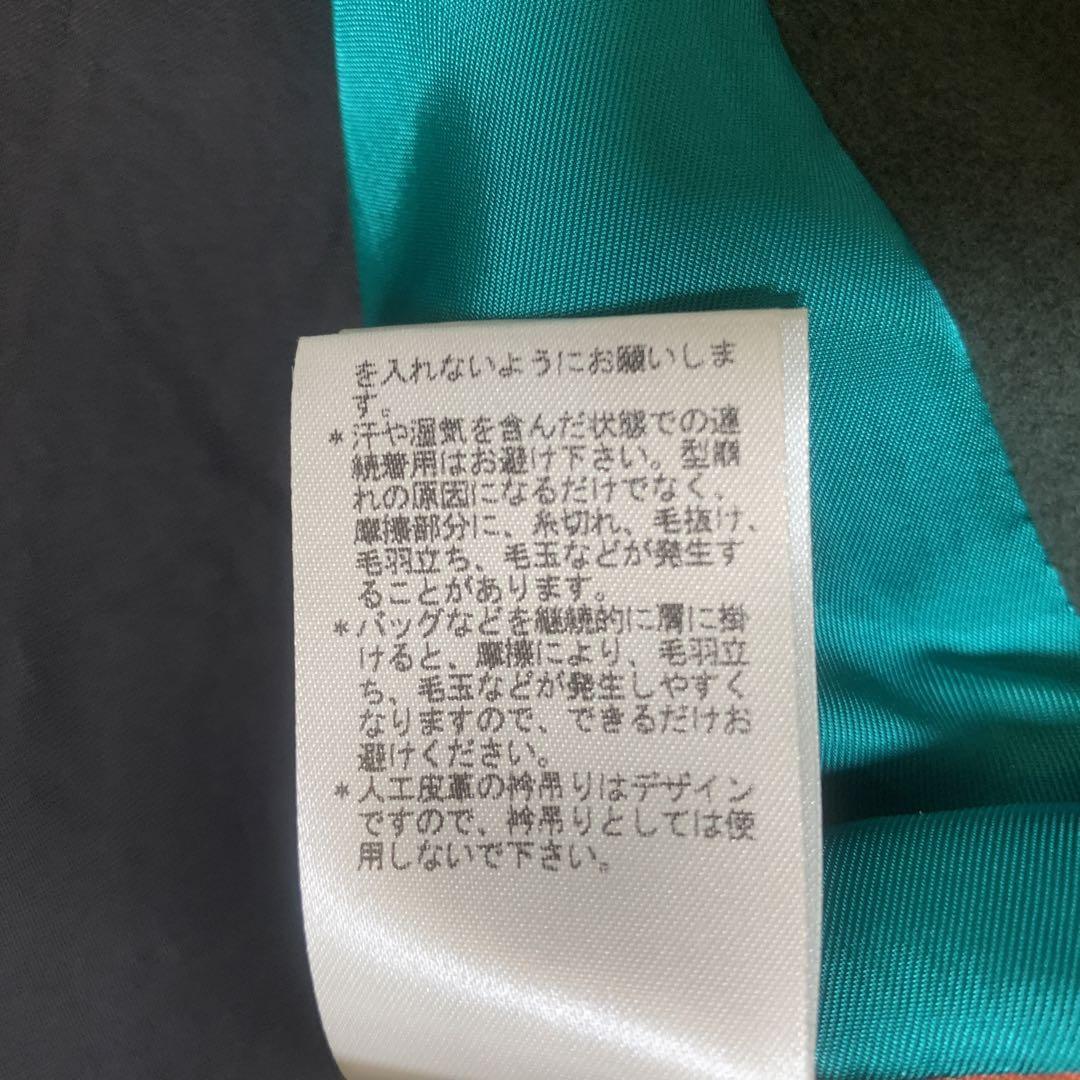 を入れないようにお願いしま
す。
*汗や湿気を含んだ状態での連
続着用はお避け下さい。型崩
れの原因になるだけでなく、
摩擦部分に、糸切れ、毛抜け、
毛羽立ち、毛玉などが発生す
ることがあります。
*バッグなどを継続的に肩に掛
けると、摩擦により、毛羽立
ち、毛玉などが発生しやすく
なりますので、できるだけお
避けください。
*人工皮革の衿吊りはデザイン
ですので、衿吊りとしては使
用しないで下さい。